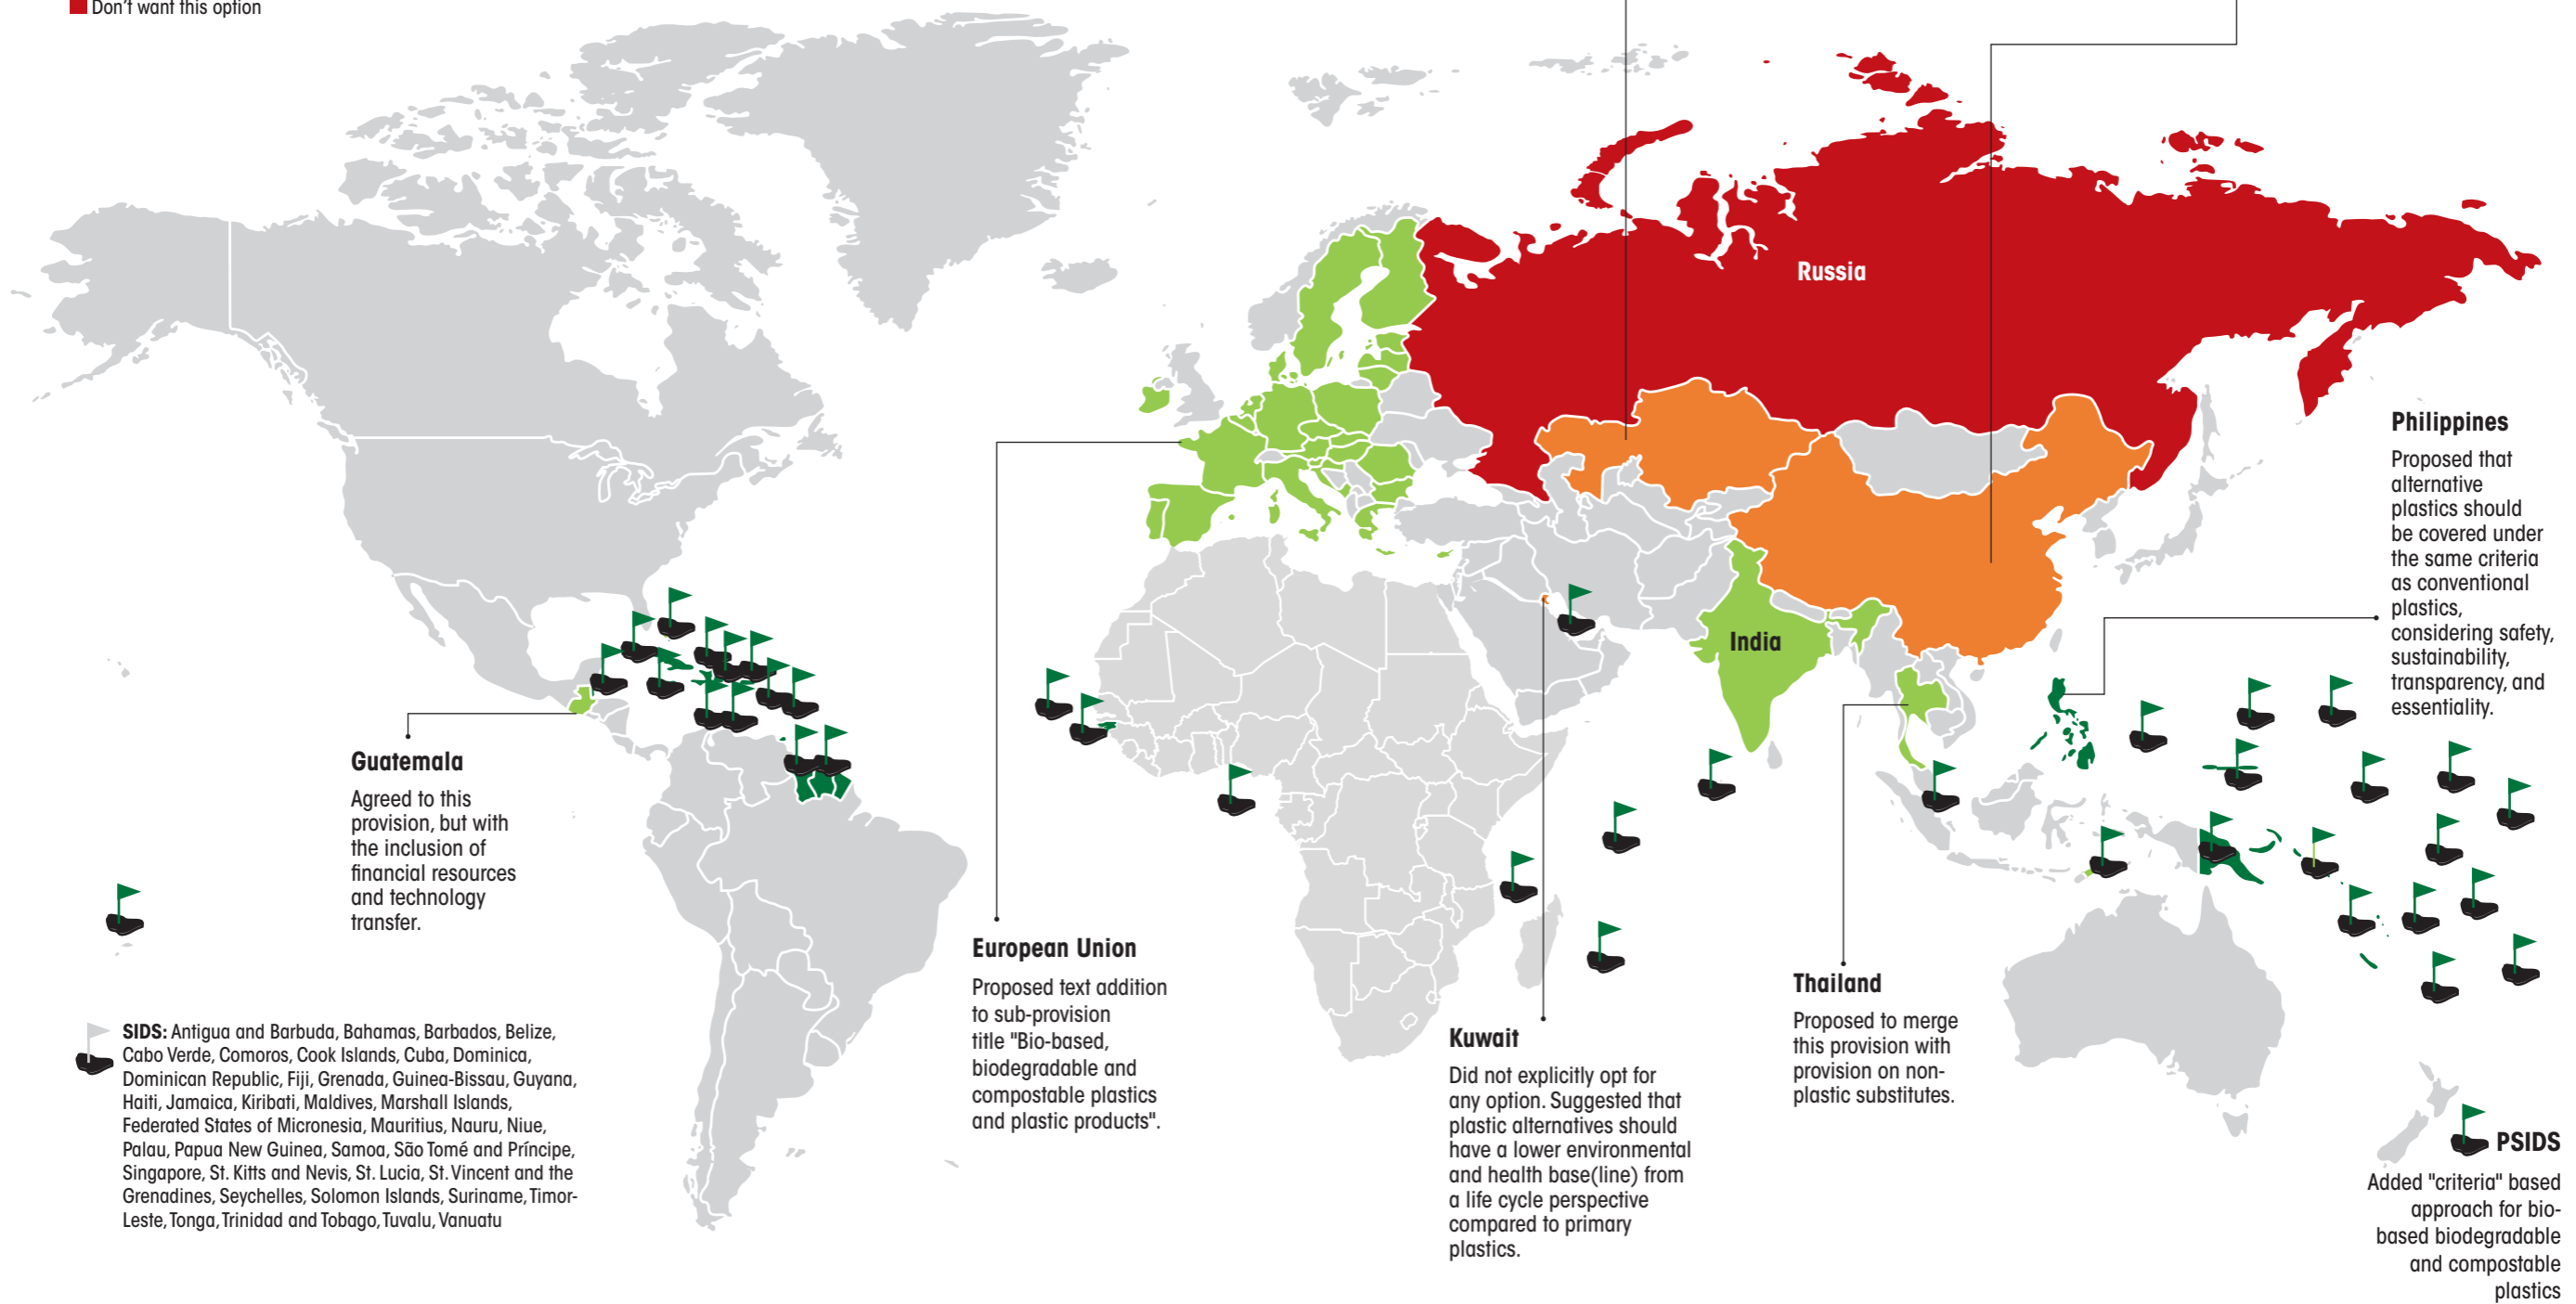 Don't want this option
Russia
India
Philippines
Proposed that
alternative
plastics should
be covered under
the same criteria
as conventional
plastics,
considering safety,
sustainability,
transparency, and
essentiality.
Guatemala
Agreed to this
provision, but with
the inclusion of
financial resources
and technology
transfer.
European Union
Proposed text addition
to sub-provision
title "Bio-based,
biodegradable and
compostable plastics
and plastic products".
Kuwait
Did not explicitly opt for
any option. Suggested that
plastic alternatives should
have a lower environmental
and health base(line) from
a life cycle perspective
compared to primary
plastics.
Thailand
Proposed to merge
this provision with
provision on non-
plastic substitutes.
SIDS: Antigua and Barbuda, Bahamas, Barbados, Belize,
Cabo Verde, Comoros, Cook Islands, Cuba, Dominica,
Dominican Republic, Fiji, Grenada, Guinea-Bissau, Guyana,
Haiti, Jamaica, Kiribati, Maldives, Marshall Islands,
Federated States of Micronesia, Mauritius, Nauru, Niue,
Palau, Papua New Guinea, Samoa, São Tomé and Príncipe,
Singapore, St. Kitts and Nevis, St. Lucia, St. Vincent and the
Grenadines, Seychelles, Solomon Islands, Suriname, Timor-
Leste, Tonga, Trinidad and Tobago, Tuvalu, Vanuatu
PSIDS
Added "criteria" based
approach for bio-
based biodegradable
and compostable
plastics